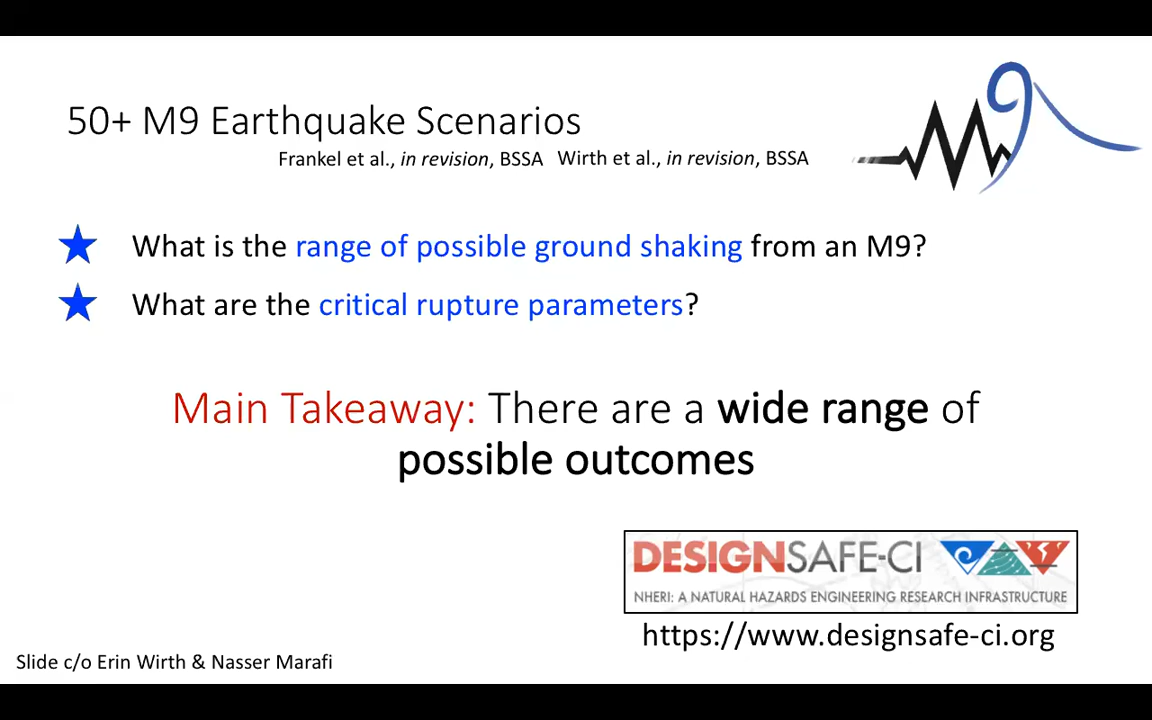 50+ M9 Earthquake Scenarios
Frankel et al., in revision, BSSA Wirth et al., in revision, BSSA
M9
What is the range of possible ground shaking from an M9?
What are the critical rupture parameters?
Main Takeaway: There are a wide range of
possible outcomes
DESIGNSAFE-CI
NHERI: A NATURAL HAZARDS ENGINEERING RESEARCH INFRASTRUCTURE
https://www.designsafe-ci.org
Slide c/o Erin Wirth & Nasser Marafi